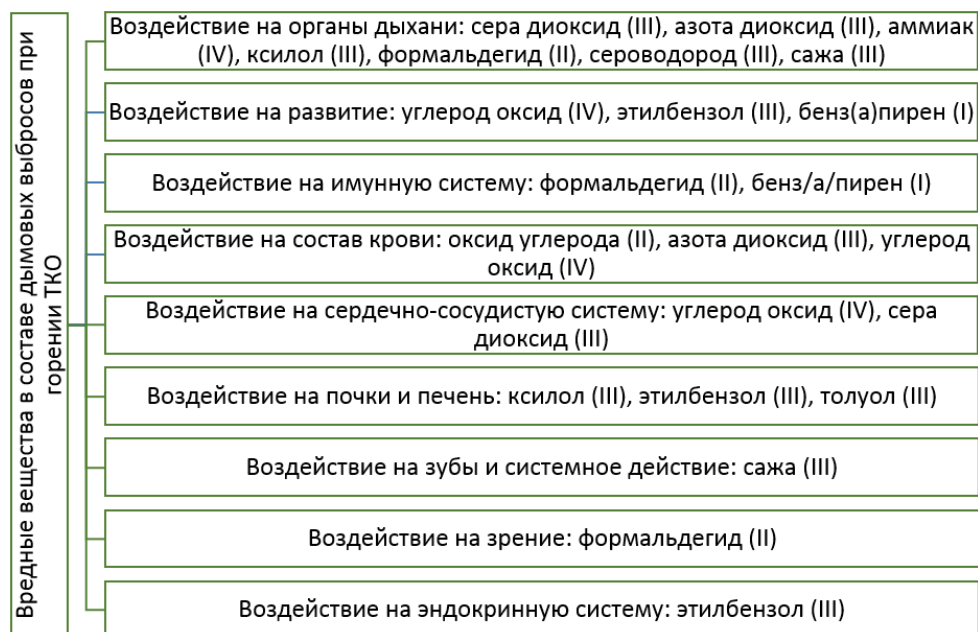 Вредные вещества в составе дымовых выбросов при
горении ТКО
Воздействие на органы дыхани: сера диоксид (III), азота диоксид (III), аммиак
(IV), ксилол (III), формальдегид (II), сероводород (III), сажа (III)
Воздействие на развитие: углерод оксид (IV), этилбензол (III), бенз(а)пирен (I)
Воздействие на имунную систему: формальдегид (II), бенз/а/пирен (I)
Воздействие на состав крови: оксид углерода (II), азота диоксид (III), углерод
оксид (IV)
Воздействие на сердечно-сосудистую систему: углерод оксид (IV), сера
диоксид (III)
Воздействие на почки и печень: ксилол (III), этилбензол (III), толуол (III)
Воздействие на зубы и системное действие: сажа (III)
Воздействие на зрение: формальдегид (II)
Воздействие на эндокринную систему: этилбензол (III)